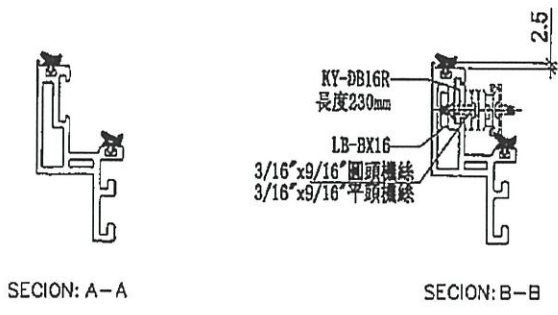 2.5
KY-DB16R
長度230mm
LB-BX16
3/16"x9/16"圓頭機絲
3/16"x9/16"平頭機絲
SECION: A-A
SECION: B-B